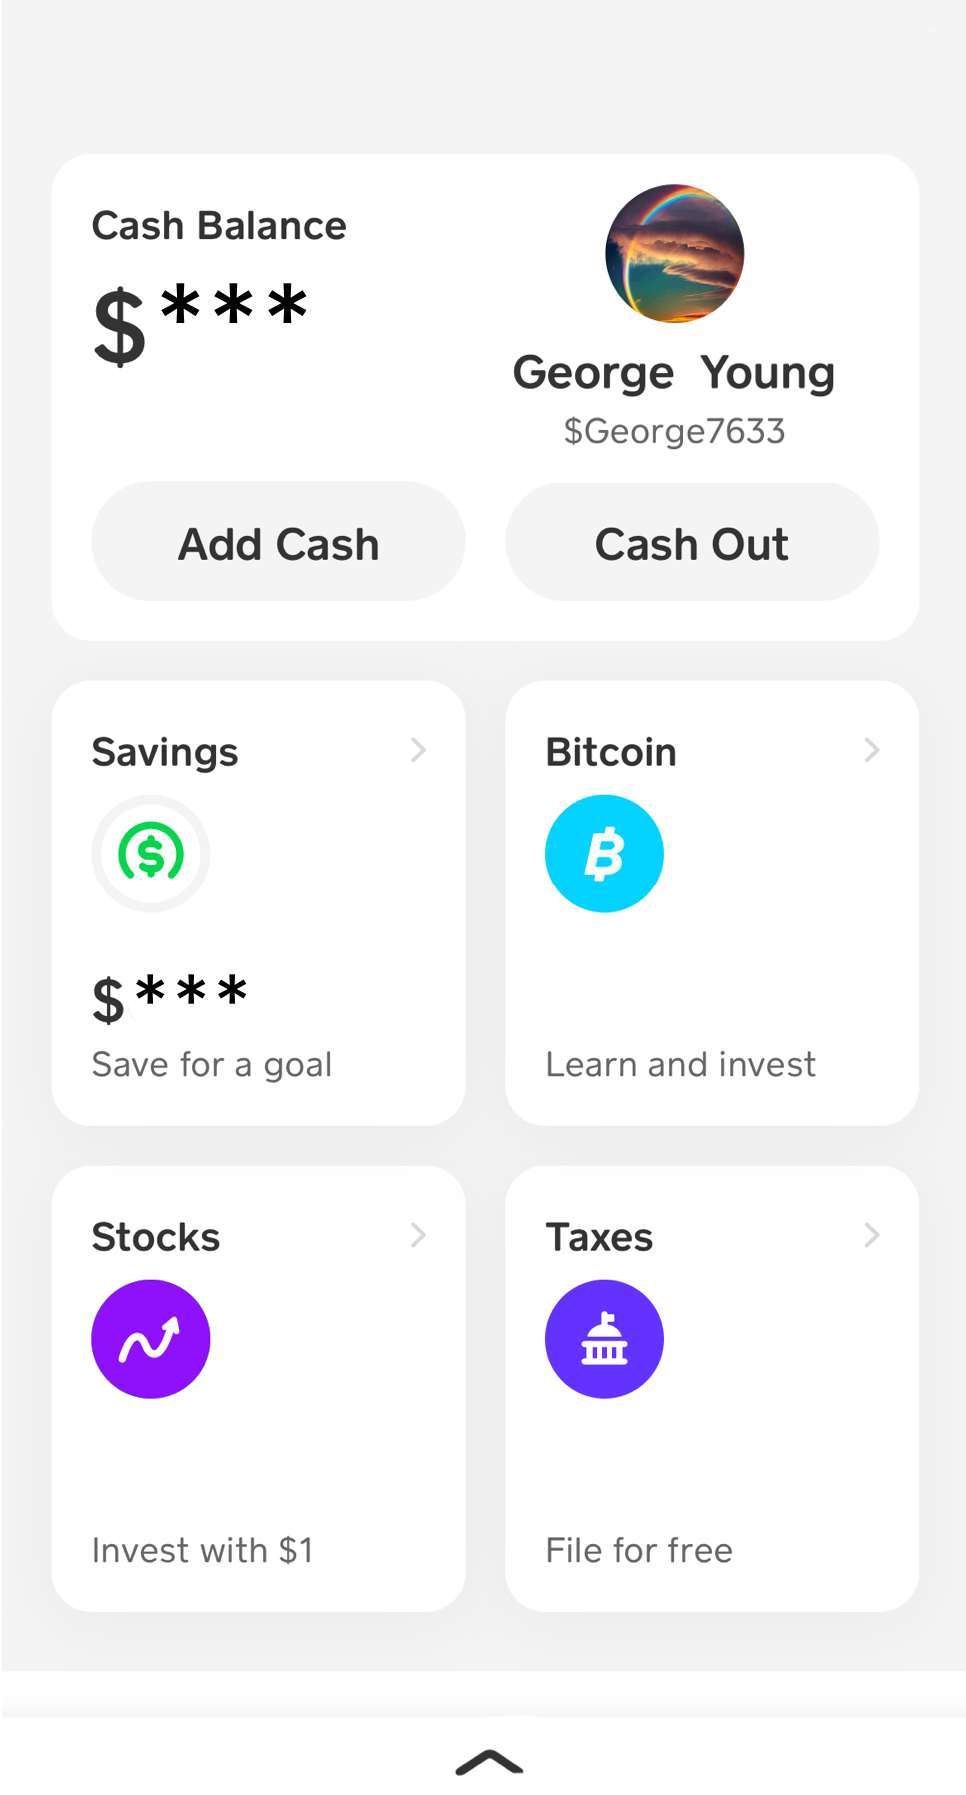 Cash Balance
$***
George Young
$George7633
Add Cash
Cash Out
Savings
$***
Save for a goal
Bitcoin
Learn and invest
Stocks
Invest with $1
Taxes
File for free